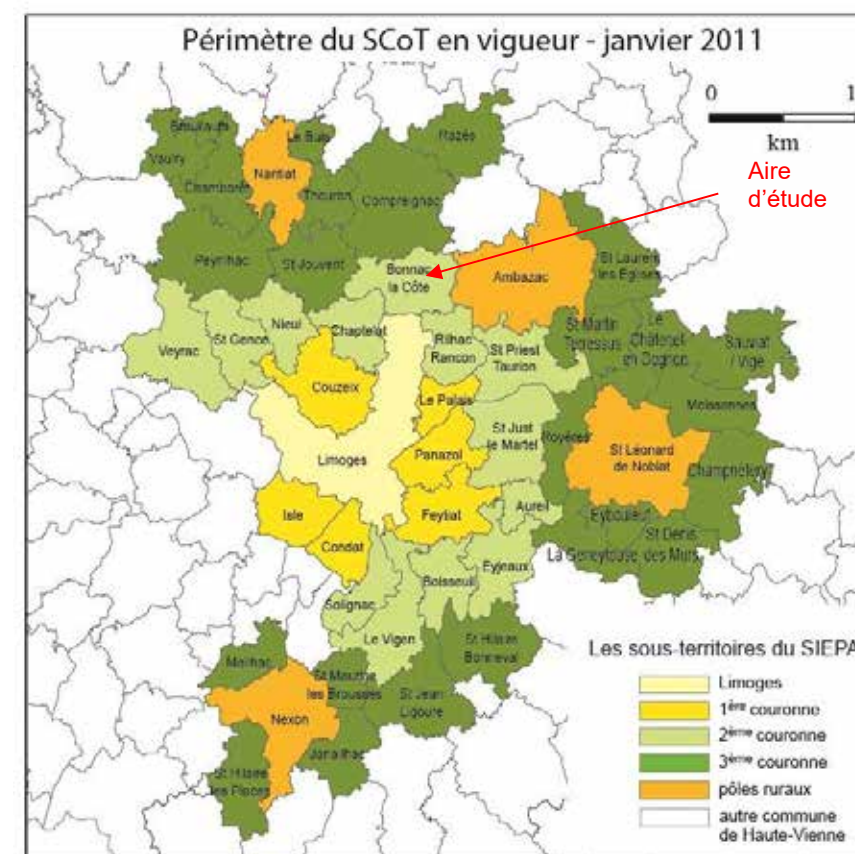 Périmètre du SCoT en vigueur - janvier 2011
0 1
km
Aire
d'étude
Razès
Le Buis
Vaulry
Nantiat
Chamboret
Thouron
Compreignac
Peyrilhac
St Jouvent
Bonnac
la Côte
Ambazac
St Laurent
les Eglises
Veyrac
St Gence
Nieul
Chaptelat
Rilhac
Rancon
St Priest
Taurion
St Martin
Terressus
Le
Châtenet
en Dognon
Sauviat
/ Vige
Couzeix
Le Palais
Moissannes
Limoges
Panazol
St Just
le Martel
Royères
St Léonard
de Noblat
Champnétery
Isle
Condat
Feytiat
Aureil
Eybouleuf
St Denis
des Murs
La Geneytouse
Solignac
Boisseuil
Eyjeaux
Le Vigen
St Hilaire
Bonneval
Meilhac
St Maurice
les Brousses
St Jean
Ligoure
Nexon
Janailhac
St Hilaire
les Places
Les sous-territoires du SIEPA
Limoges
1ère couronne
2ème couronne
3ème couronne
pôles ruraux
autre commune
de Haute-Vienne